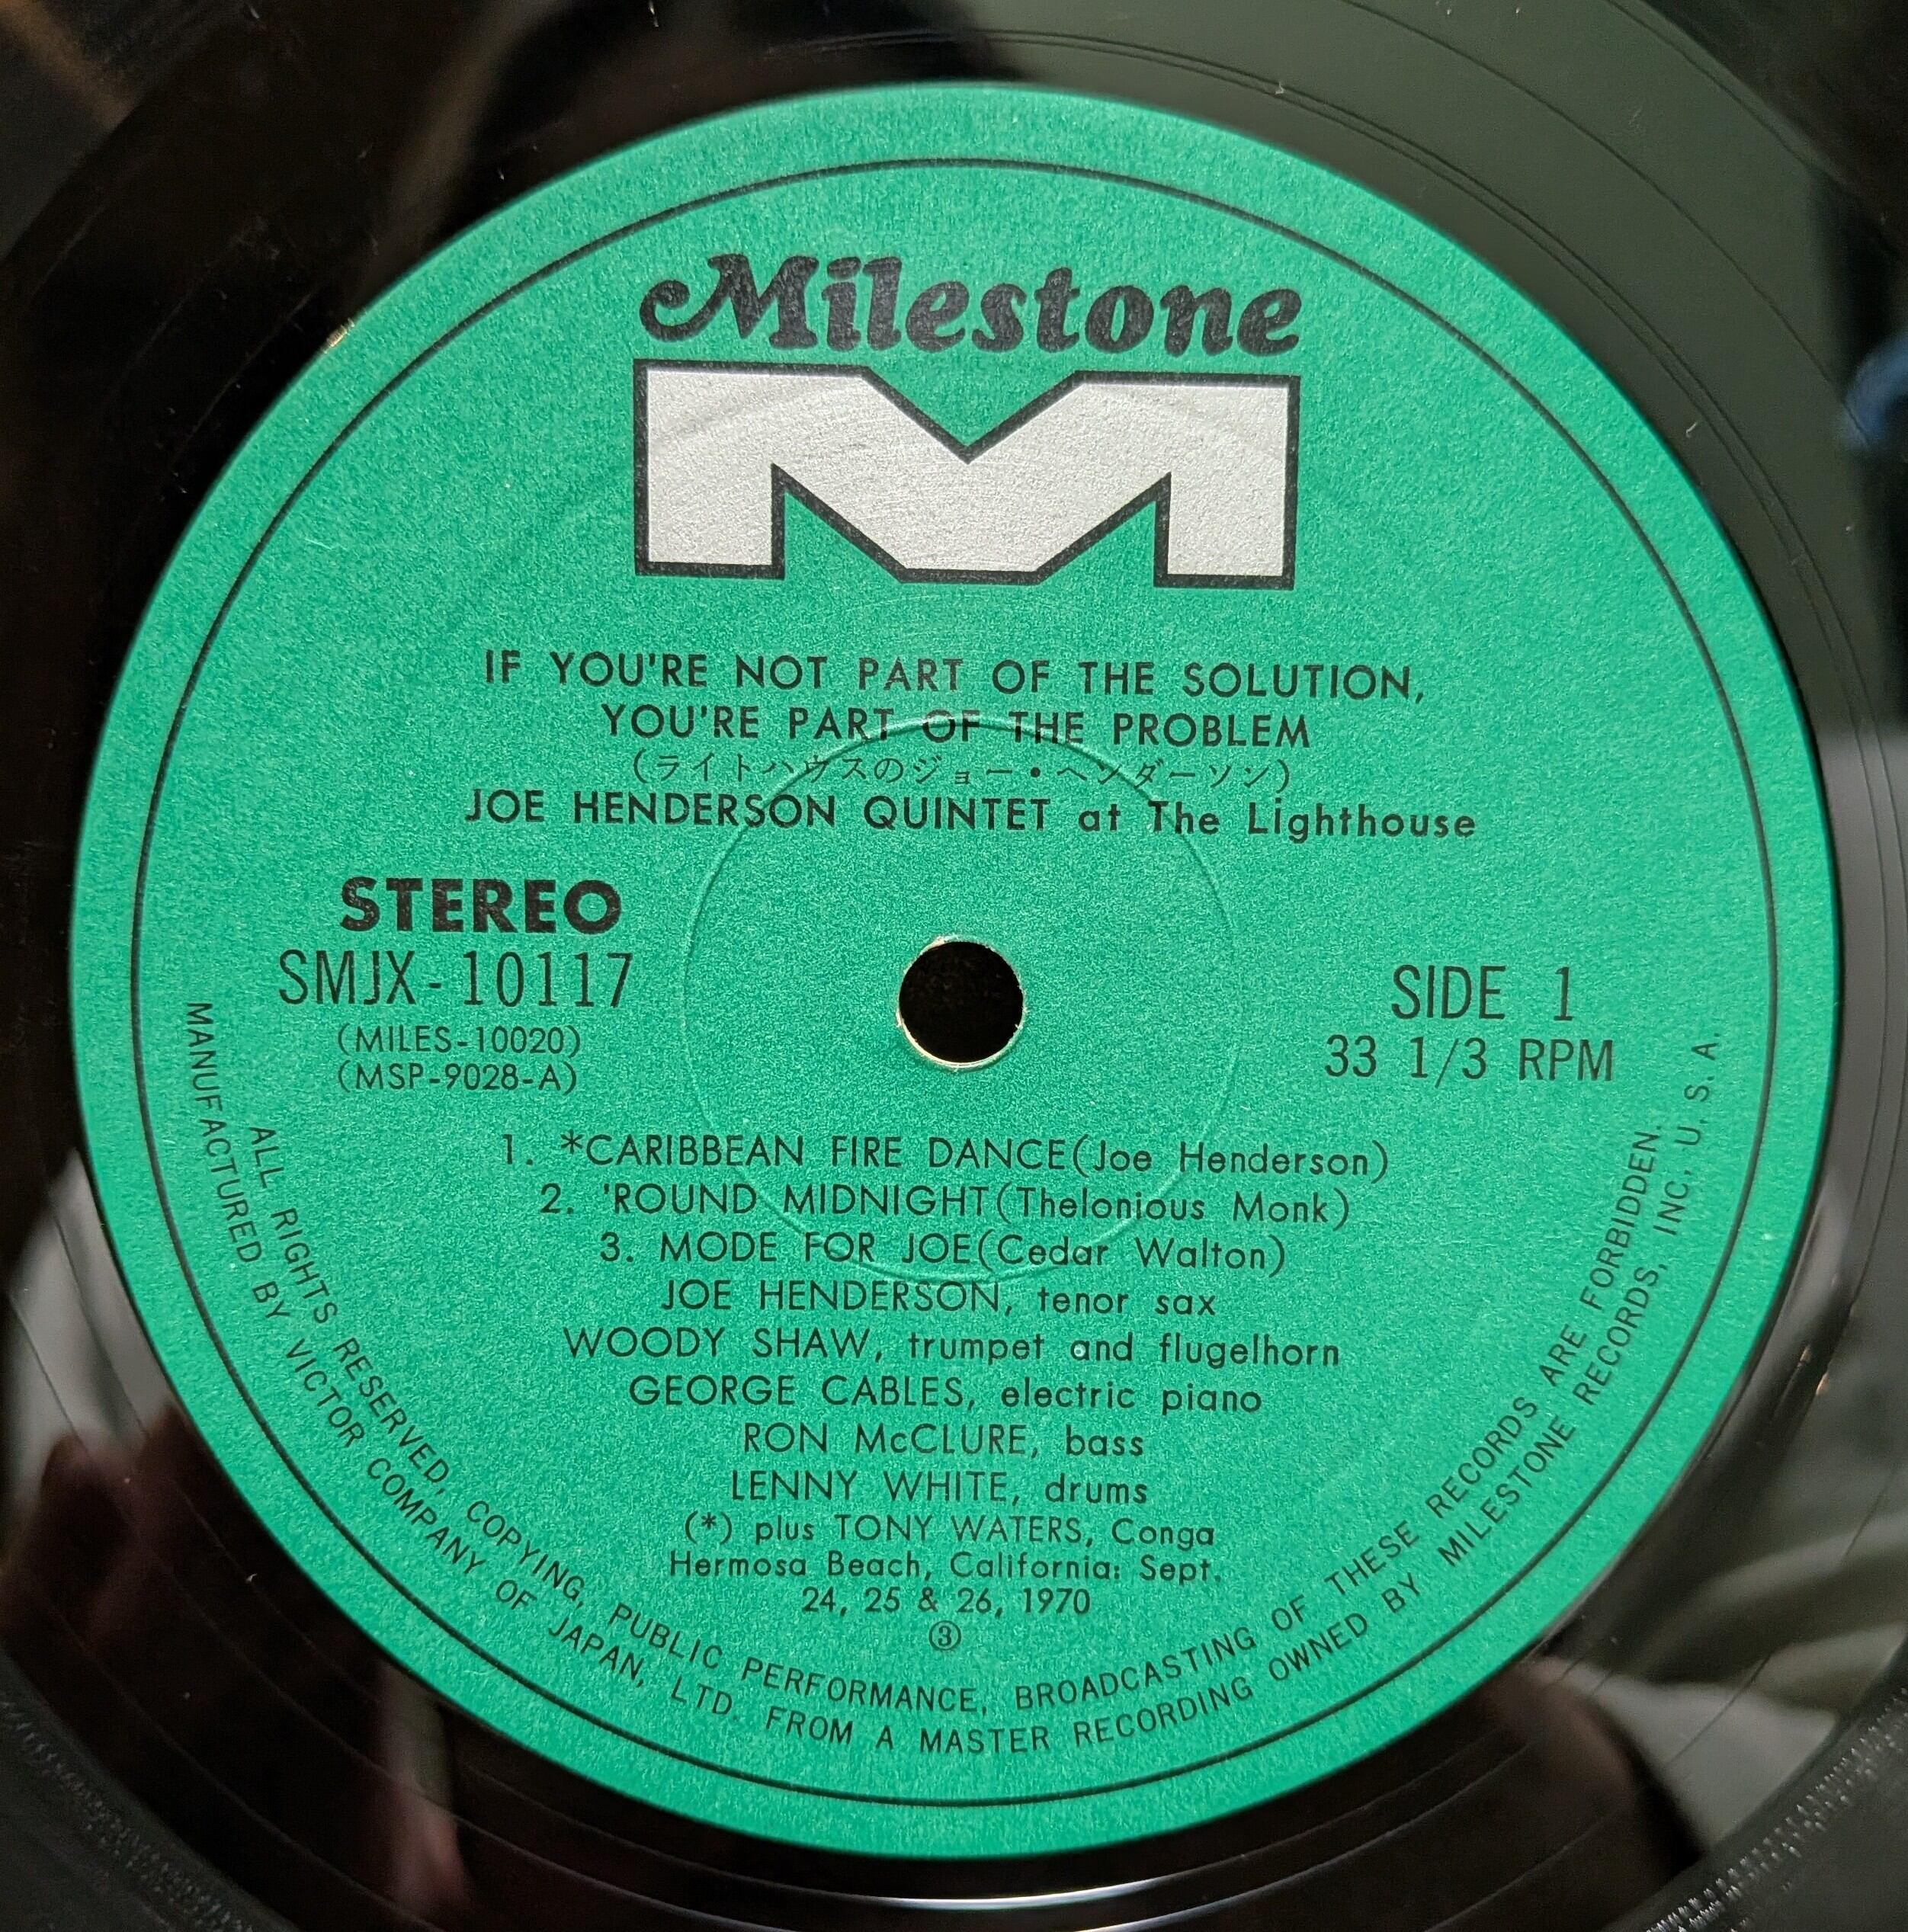 Milestone
IF YOU'RE NOT PART OF THE SOLUTION,
YOU'RE PART OF THE PROBLEM
(ライトハウスのジョー・ヘンダーソン)
JOE HENDERSON QUINTET at The Lighthouse
STEREO
SMJX-10117
(MILES-10020)
(MSP-9028-A)
SIDE 1
33 1/3 RPM
1. *CARIBBEAN FIRE DANCE(Joe Henderson)
2. 'ROUND MIDNIGHT(Thelonious Monk)
3. MODE FOR JOE(Cedar Walton)
JOE HENDERSON, tenor sax
WOODY SHAW, trumpet and flugelhorn
GEORGE CABLES, electric piano
RON McCLURE, bass
LENNY WHITE, drums
(*) plus TONY WATERS, Conga
Hermosa Beach, California: Sept.
24, 25 & 26, 1970
③
ALL RIGHTS RESERVED, COPYING, PUBLIC PERFORMANCE, BROADCASTING OF THESE RECORDS ARE FORBIDDEN.
MANUFACTURED BY VICTOR COMPANY OF JAPAN, LTD. FROM A MASTER RECORDING OWNED BY MILESTONE RECORDS, INC. U.S.A.